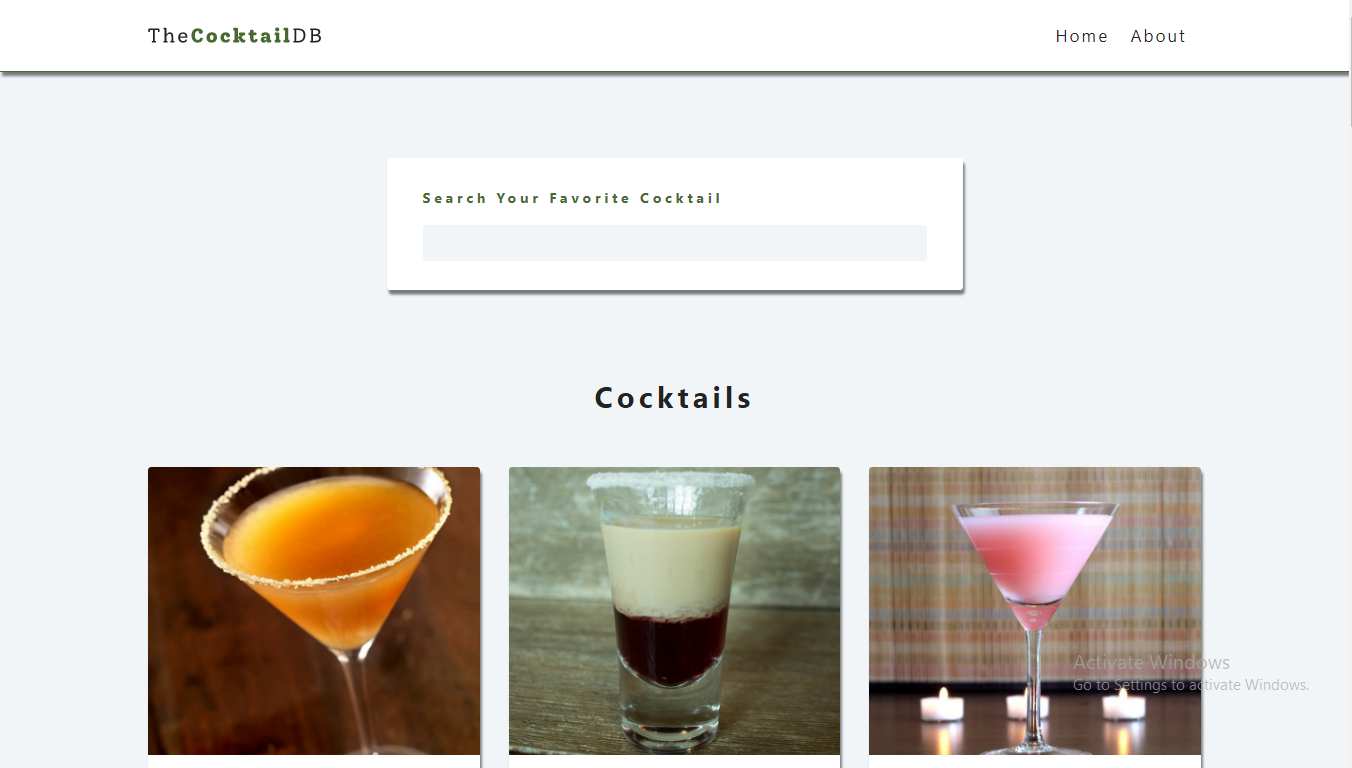 TheCocktailDB
Home About
Search Your Favorite Cocktail
Cocktails
Activate Windows
Go to Settings to activate Windows.